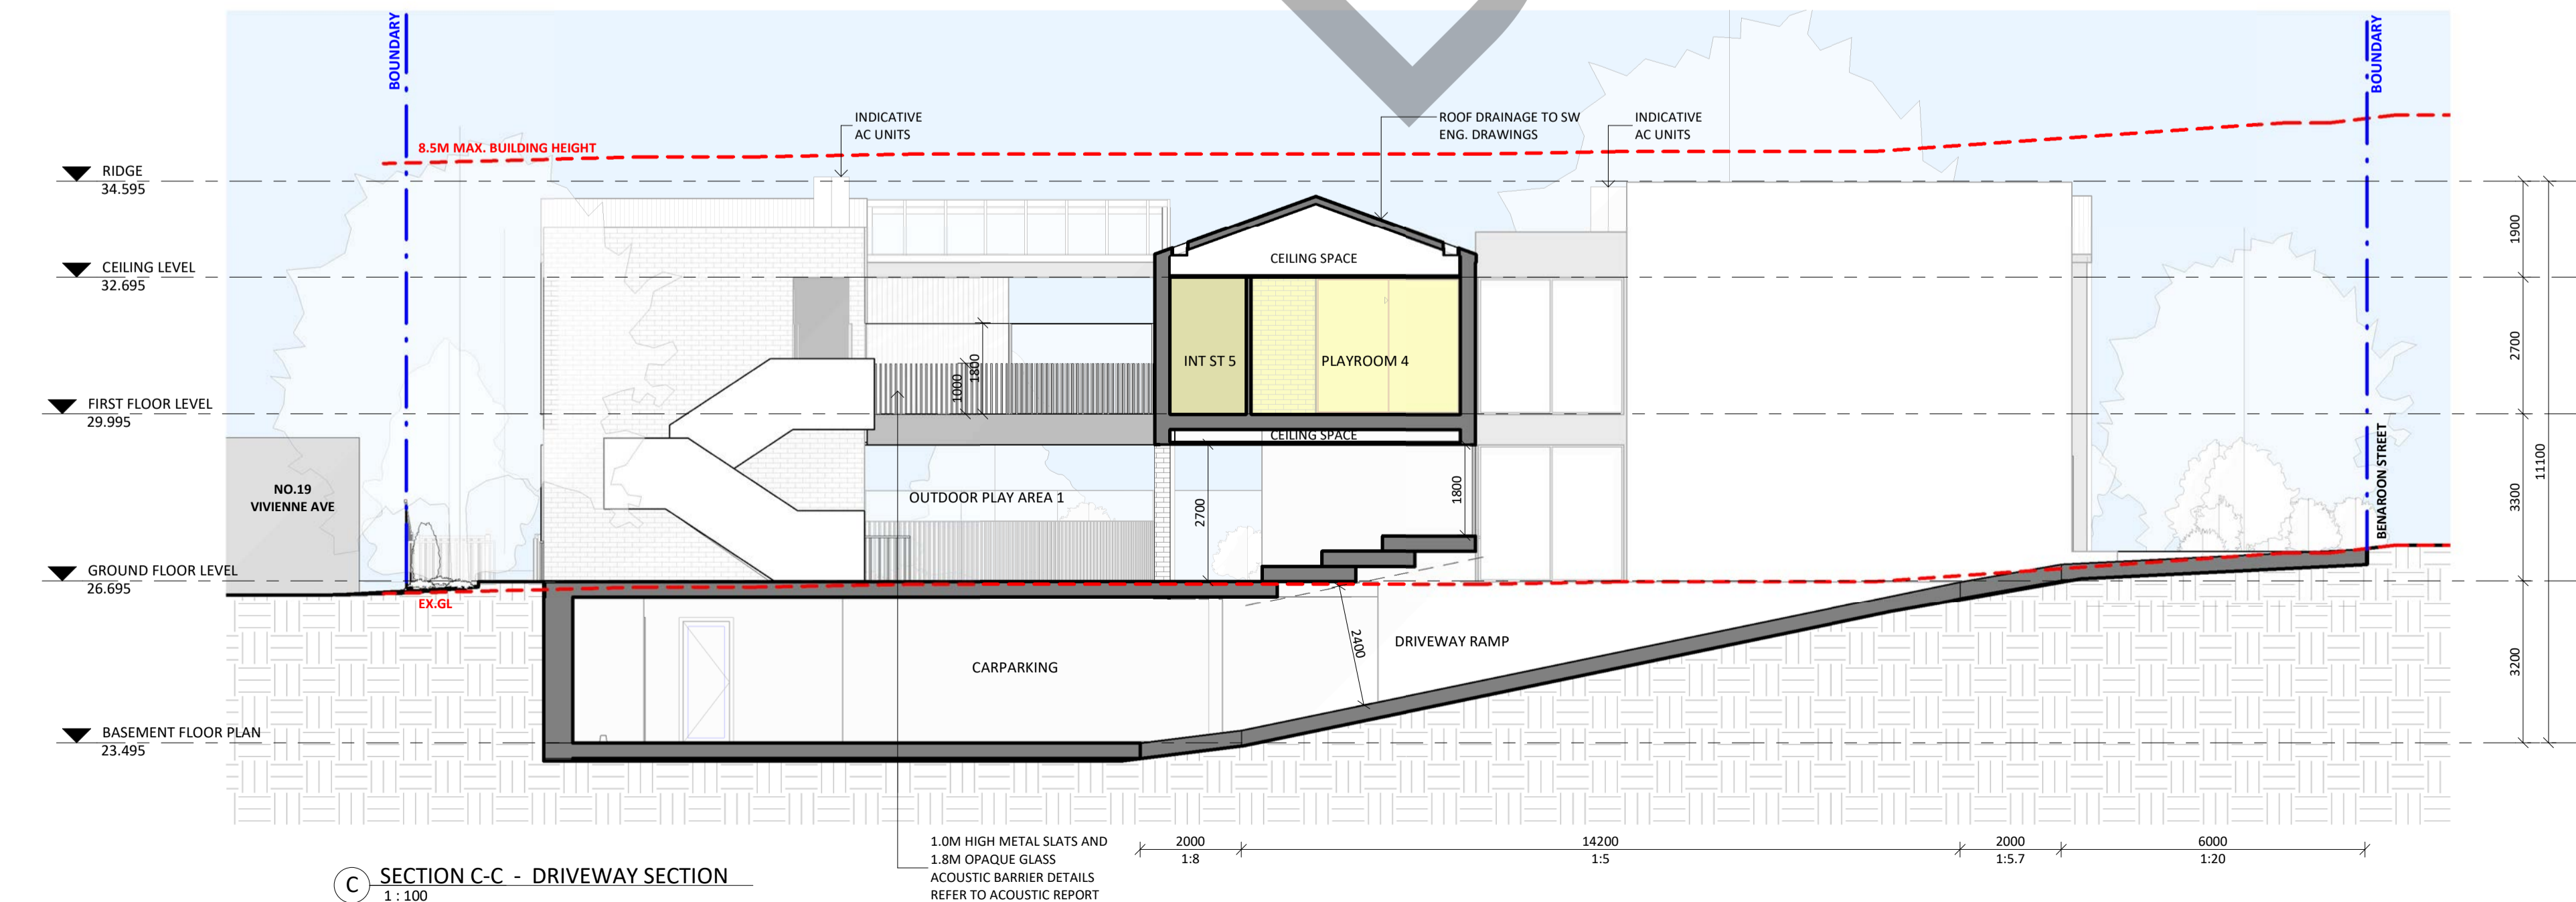 BOUNDARY
BOUNDARY
INDICATIVE
AC UNITS
ROOF DRAINAGE TO SW
ENG. DRAWINGS
INDICATIVE
AC UNITS
8.5M MAX. BUILDING HEIGHT
RIDGE
34.595
1900
CEILING SPACE
CEILING LEVEL
32.695
2700
11100
INT ST 5
PLAYROOM 4
1000
1800
FIRST FLOOR LEVEL
29.995
CEILING SPACE
NO.19
VIVIENNE AVE
OUTDOOR PLAY AREA 1
2700
1800
3300
BENAROON STREET
GROUND FLOOR LEVEL
26.695
EX.GL
2400
DRIVEWAY RAMP
CARPARKING
3200
BASEMENT FLOOR PLAN
23.495
1.0M HIGH METAL SLATS AND
1.8M OPAQUE GLASS
ACOUSTIC BARRIER DETAILS
REFER TO ACOUSTIC REPORT
2000
1:8
14200
1:5
2000
1:5.7
6000
1:20
C SECTION C-C - DRIVEWAY SECTION
1 : 100